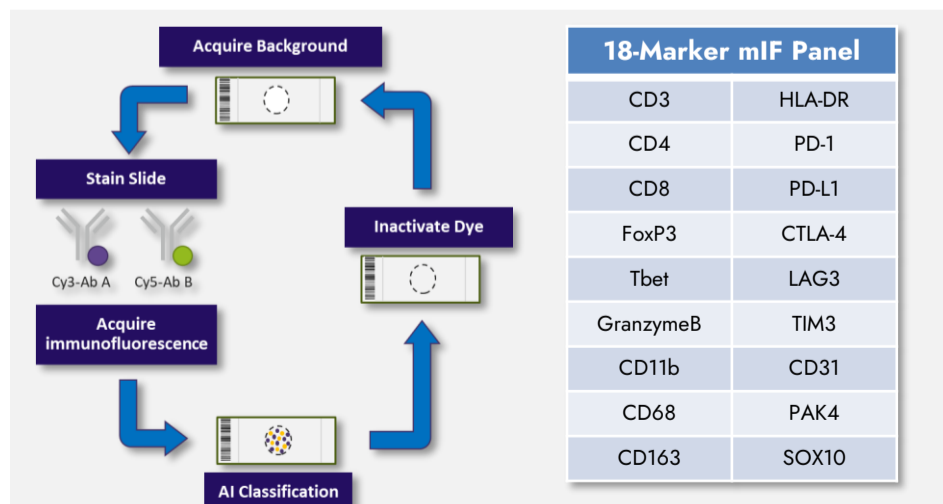 Acquire Background
Stain Slide
Cy3-Ab A
Cy5-Ab B
Acquire
immunofluorescence
AI Classification
Inactivate Dye
18-Marker mIF Panel
CD3 HLA-DR
CD4 PD-1
CD8 PD-L1
FoxP3 CTLA-4
Tbet LAG3
GranzymeB TIM3
CD11b CD31
CD68 PAK4
CD163 SOX10